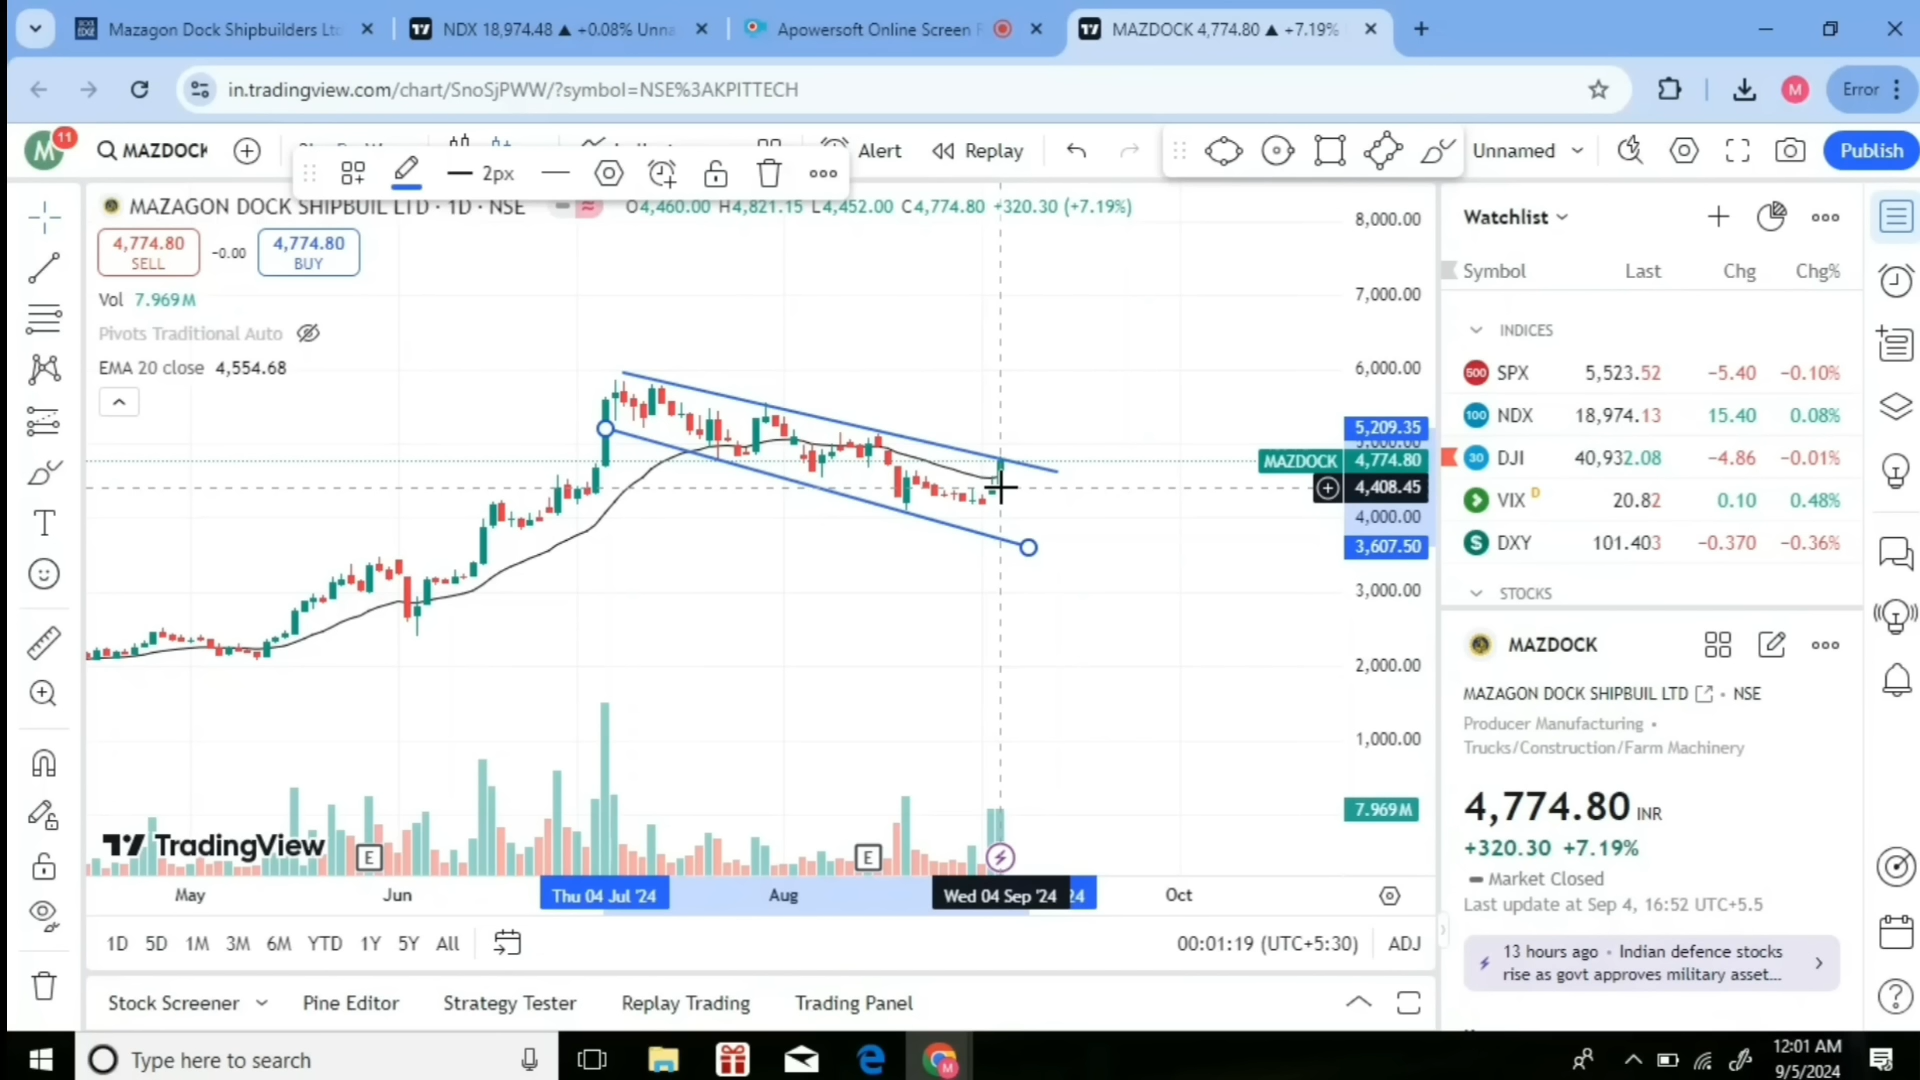 Mazagon Dock Shipbuilders Ltd
NDX 18,974.48 ▲ +0.08% Unna
Apowersoft Online Screen R
MAZDOCK 4,774.80 ▲ +7.19%
in.tradingview.com/chart/SnoSjPWW/?symbol=NSE%3AKPITTECH
M
Error
M
11
MAZDOCK
Alert
Replay
Unnamed
Publish
2px
MAZAGON DOCK SHIPBUIL LTD · 1D · NSE
O4,460.00 H4,821.15 L4,452.00 C4,774.80 +320.30 (+7.19%)
4,774.80
SELL
-0.00
4,774.80
BUY
Vol 7.969M
Pivots Traditional Auto
EMA 20 close 4,554.68
8,000.00
7,000.00
6,000.00
5,209.35
5,000.00
MAZDOCK 4,774.80
4,408.45
4,000.00
3,607.50
3,000.00
2,000.00
1,000.00
7.969M
TradingView
E
E
May
Jun
Thu 04 Jul '24
Aug
Wed 04 Sep '24
24
Oct
1D 5D 1M 3M 6M YTD 1Y 5Y All
00:01:19 (UTC+5:30)
ADJ
Stock Screener
Pine Editor
Strategy Tester
Replay Trading
Trading Panel
Watchlist
Symbol Last Chg Chg%
INDICES
500 SPX 5,523.52 −5.40 −0.10%
100 NDX 18,974.13 15.40 0.08%
30 DJI 40,932.08 −4.86 −0.01%
VIX D 20.82 0.10 0.48%
S DXY 101.403 −0.370 −0.36%
STOCKS
MAZDOCK
MAZAGON DOCK SHIPBUIL LTD • NSE
Producer Manufacturing •
Trucks/Construction/Farm Machinery
4,774.80 INR
+320.30 +7.19%
Market Closed
Last update at Sep 4, 16:52 UTC+5.5
13 hours ago • Indian defence stocks
rise as govt approves military asset...
Type here to search
M
12:01 AM
9/5/2024